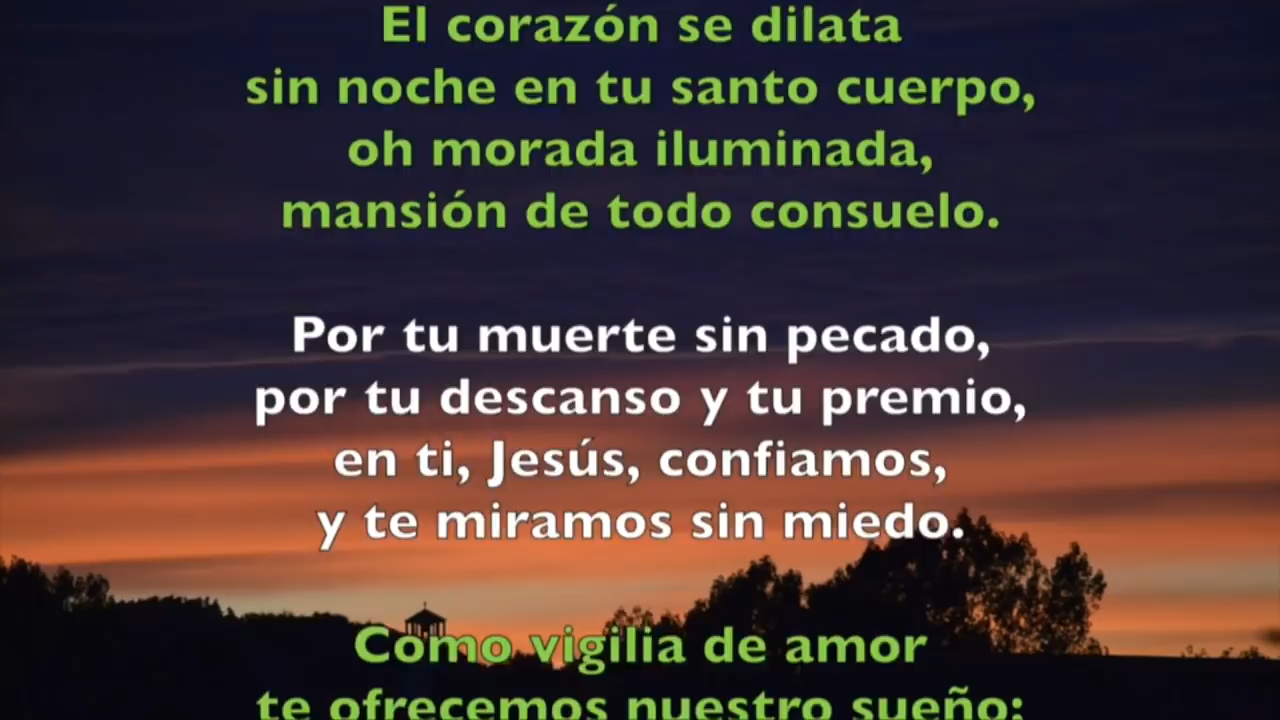 El corazón se dilata
sin noche en tu santo cuerpo,
oh morada iluminada,
mansión de todo consuelo.
Por tu muerte sin pecado,
por tu descanso y tu premio,
en ti, Jesús, confiamos,
y te miramos sin miedo.
Como vigilia de amor
te ofrecemos nuestro sueño;